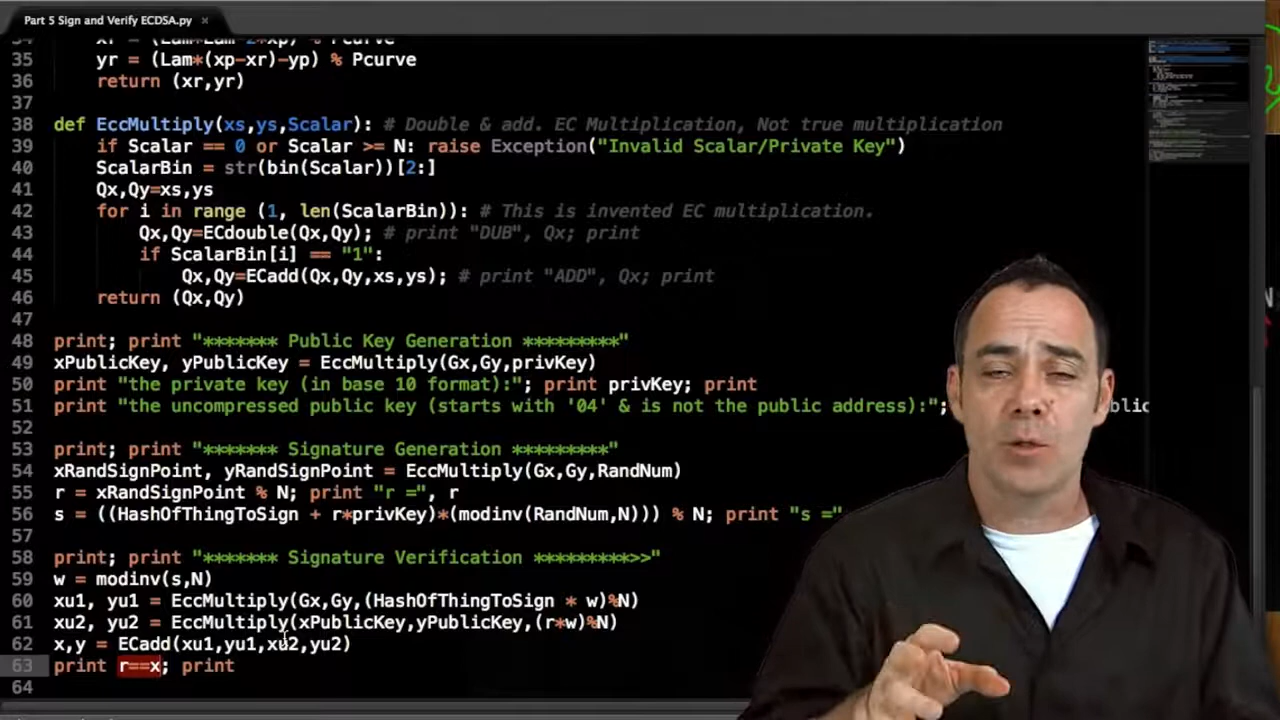 Part 5 Sign and Verify ECDSA.py ×
34 xr = (Lam*Lam-2*xp) % Pcurve
35 yr = (Lam*(xp-xr)-yp) % Pcurve
36 return (xr,yr)
37
38 def EccMultiply(xs,ys,Scalar): # Double & add. EC Multiplication, Not true multiplication
39 if Scalar == 0 or Scalar >= N: raise Exception("Invalid Scalar/Private Key")
40 ScalarBin = str(bin(Scalar))[2:]
41 Qx,Qy=xs,ys
42 for i in range (1, len(ScalarBin)): # This is invented EC multiplication.
43 Qx,Qy=ECdouble(Qx,Qy); # print "DUB", Qx; print
44 if ScalarBin[i] == "1":
45 Qx,Qy=ECadd(Qx,Qy,xs,ys); # print "ADD", Qx; print
46 return (Qx,Qy)
47
48 print; print "******* Public Key Generation *********"
49 xPublicKey, yPublicKey = EccMultiply(Gx,Gy,privKey)
50 print "the private key (in base 10 format):"; print privKey; print
51 print "the uncompressed public key (starts with '04' & is not the public address):";
52
53 print; print "******* Signature Generation *********"
54 xRandSignPoint, yRandSignPoint = EccMultiply(Gx,Gy,RandNum)
55 r = xRandSignPoint % N; print "r =", r
56 s = ((HashOfThingToSign + r*privKey)*(modinv(RandNum,N))) % N; print "s ="
57
58 print; print "******* Signature Verification *********>>"
59 w = modinv(s,N)
60 xu1, yu1 = EccMultiply(Gx,Gy,(HashOfThingToSign * w)%N)
61 xu2, yu2 = EccMultiply(xPublicKey,yPublicKey,(r*w)%N)
62 x,y = ECadd(xu1,yu1,xu2,yu2)
63 print r==x; print
64